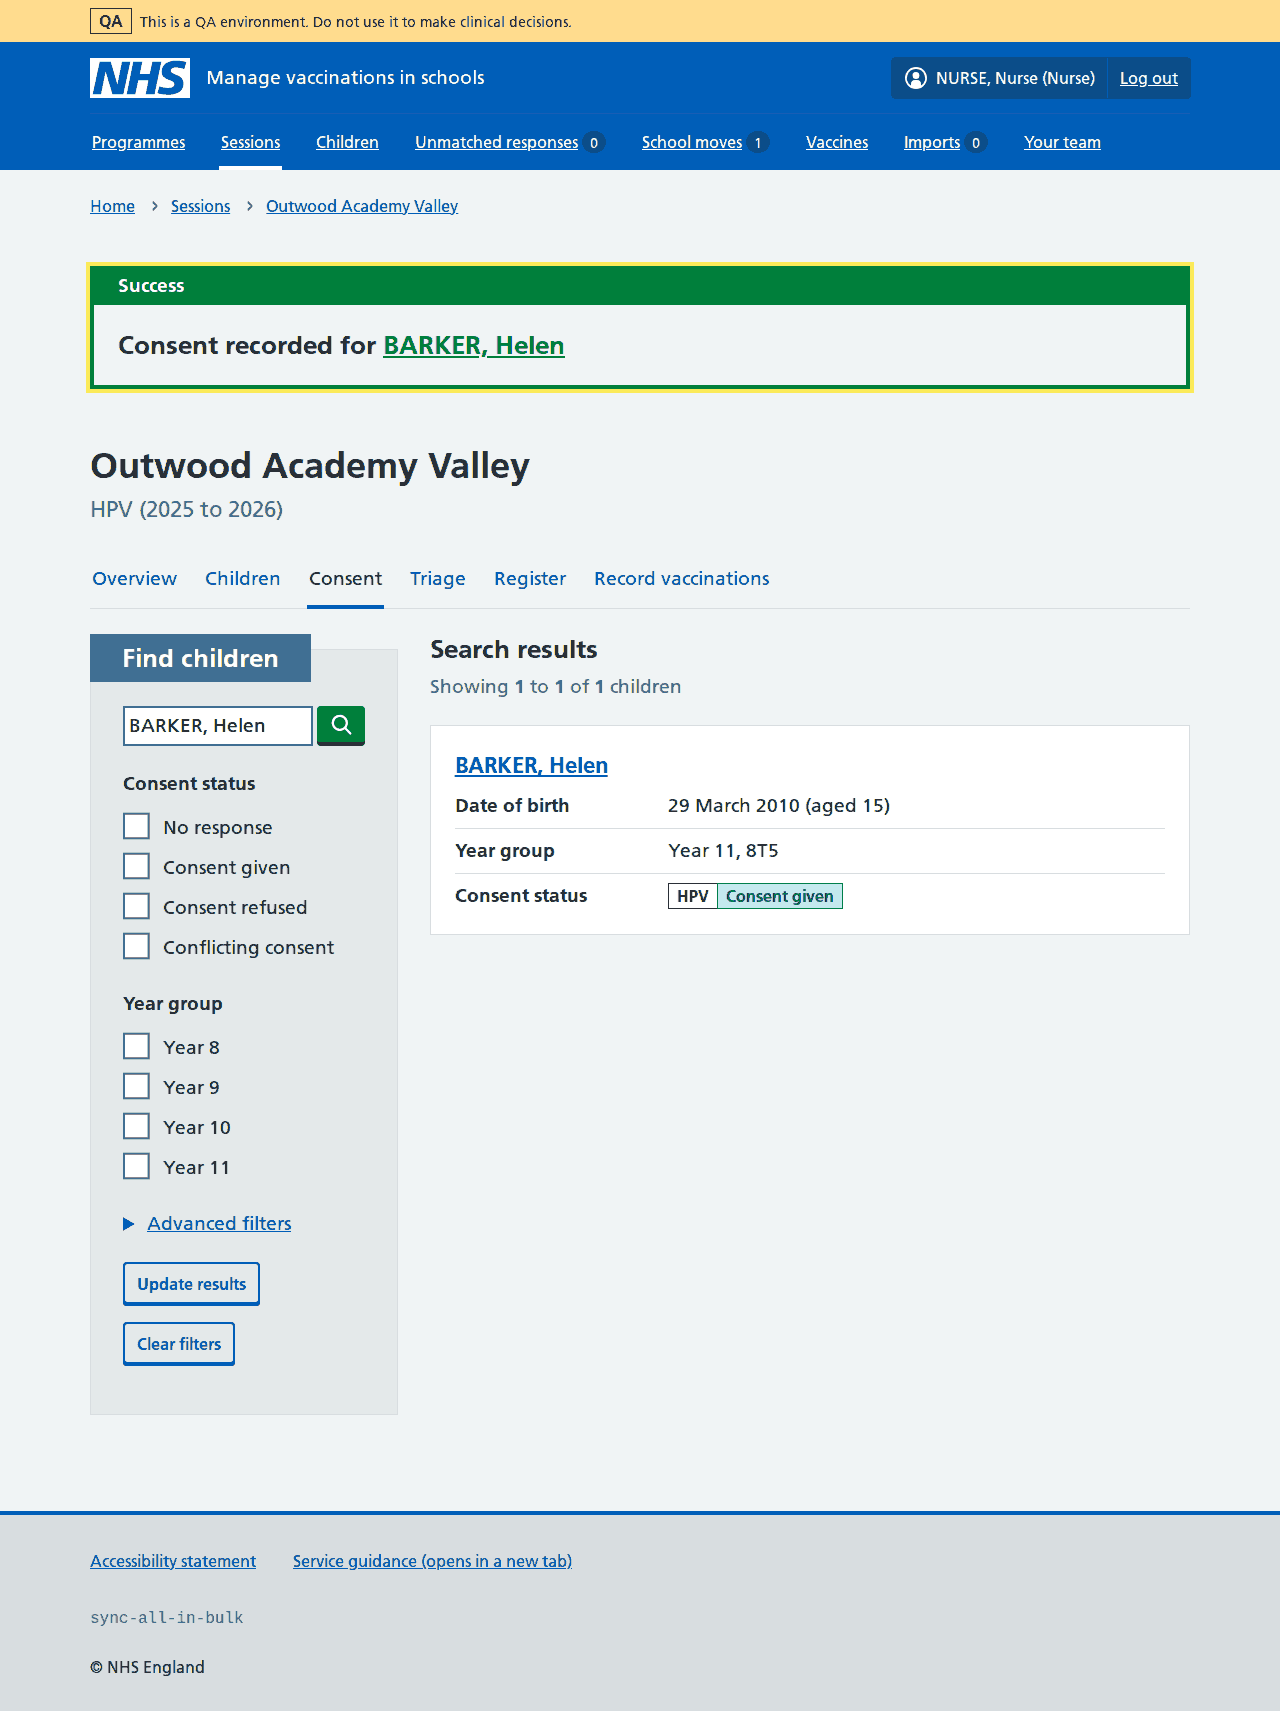 QA This is a QA environment. Do not use it to make clinical decisions.
NHS Manage vaccinations in schools
NURSE, Nurse (Nurse) Log out
Programmes Sessions Children Unmatched responses 0 School moves 1 Vaccines Imports 0 Your team
Home Sessions Outwood Academy Valley
Success
Consent recorded for BARKER, Helen
Outwood Academy Valley
HPV (2025 to 2026)
Overview Children Consent Triage Register Record vaccinations
Find children
BARKER, Helen
Consent status
No response
Consent given
Consent refused
Conflicting consent
Year group
Year 8
Year 9
Year 10
Year 11
Advanced filters
Update results
Clear filters
Search results
Showing 1 to 1 of 1 children
BARKER, Helen
Date of birth 29 March 2010 (aged 15)
Year group Year 11, 8T5
Consent status HPV Consent given
Accessibility statement Service guidance (opens in a new tab)
sync-all-in-bulk
© NHS England